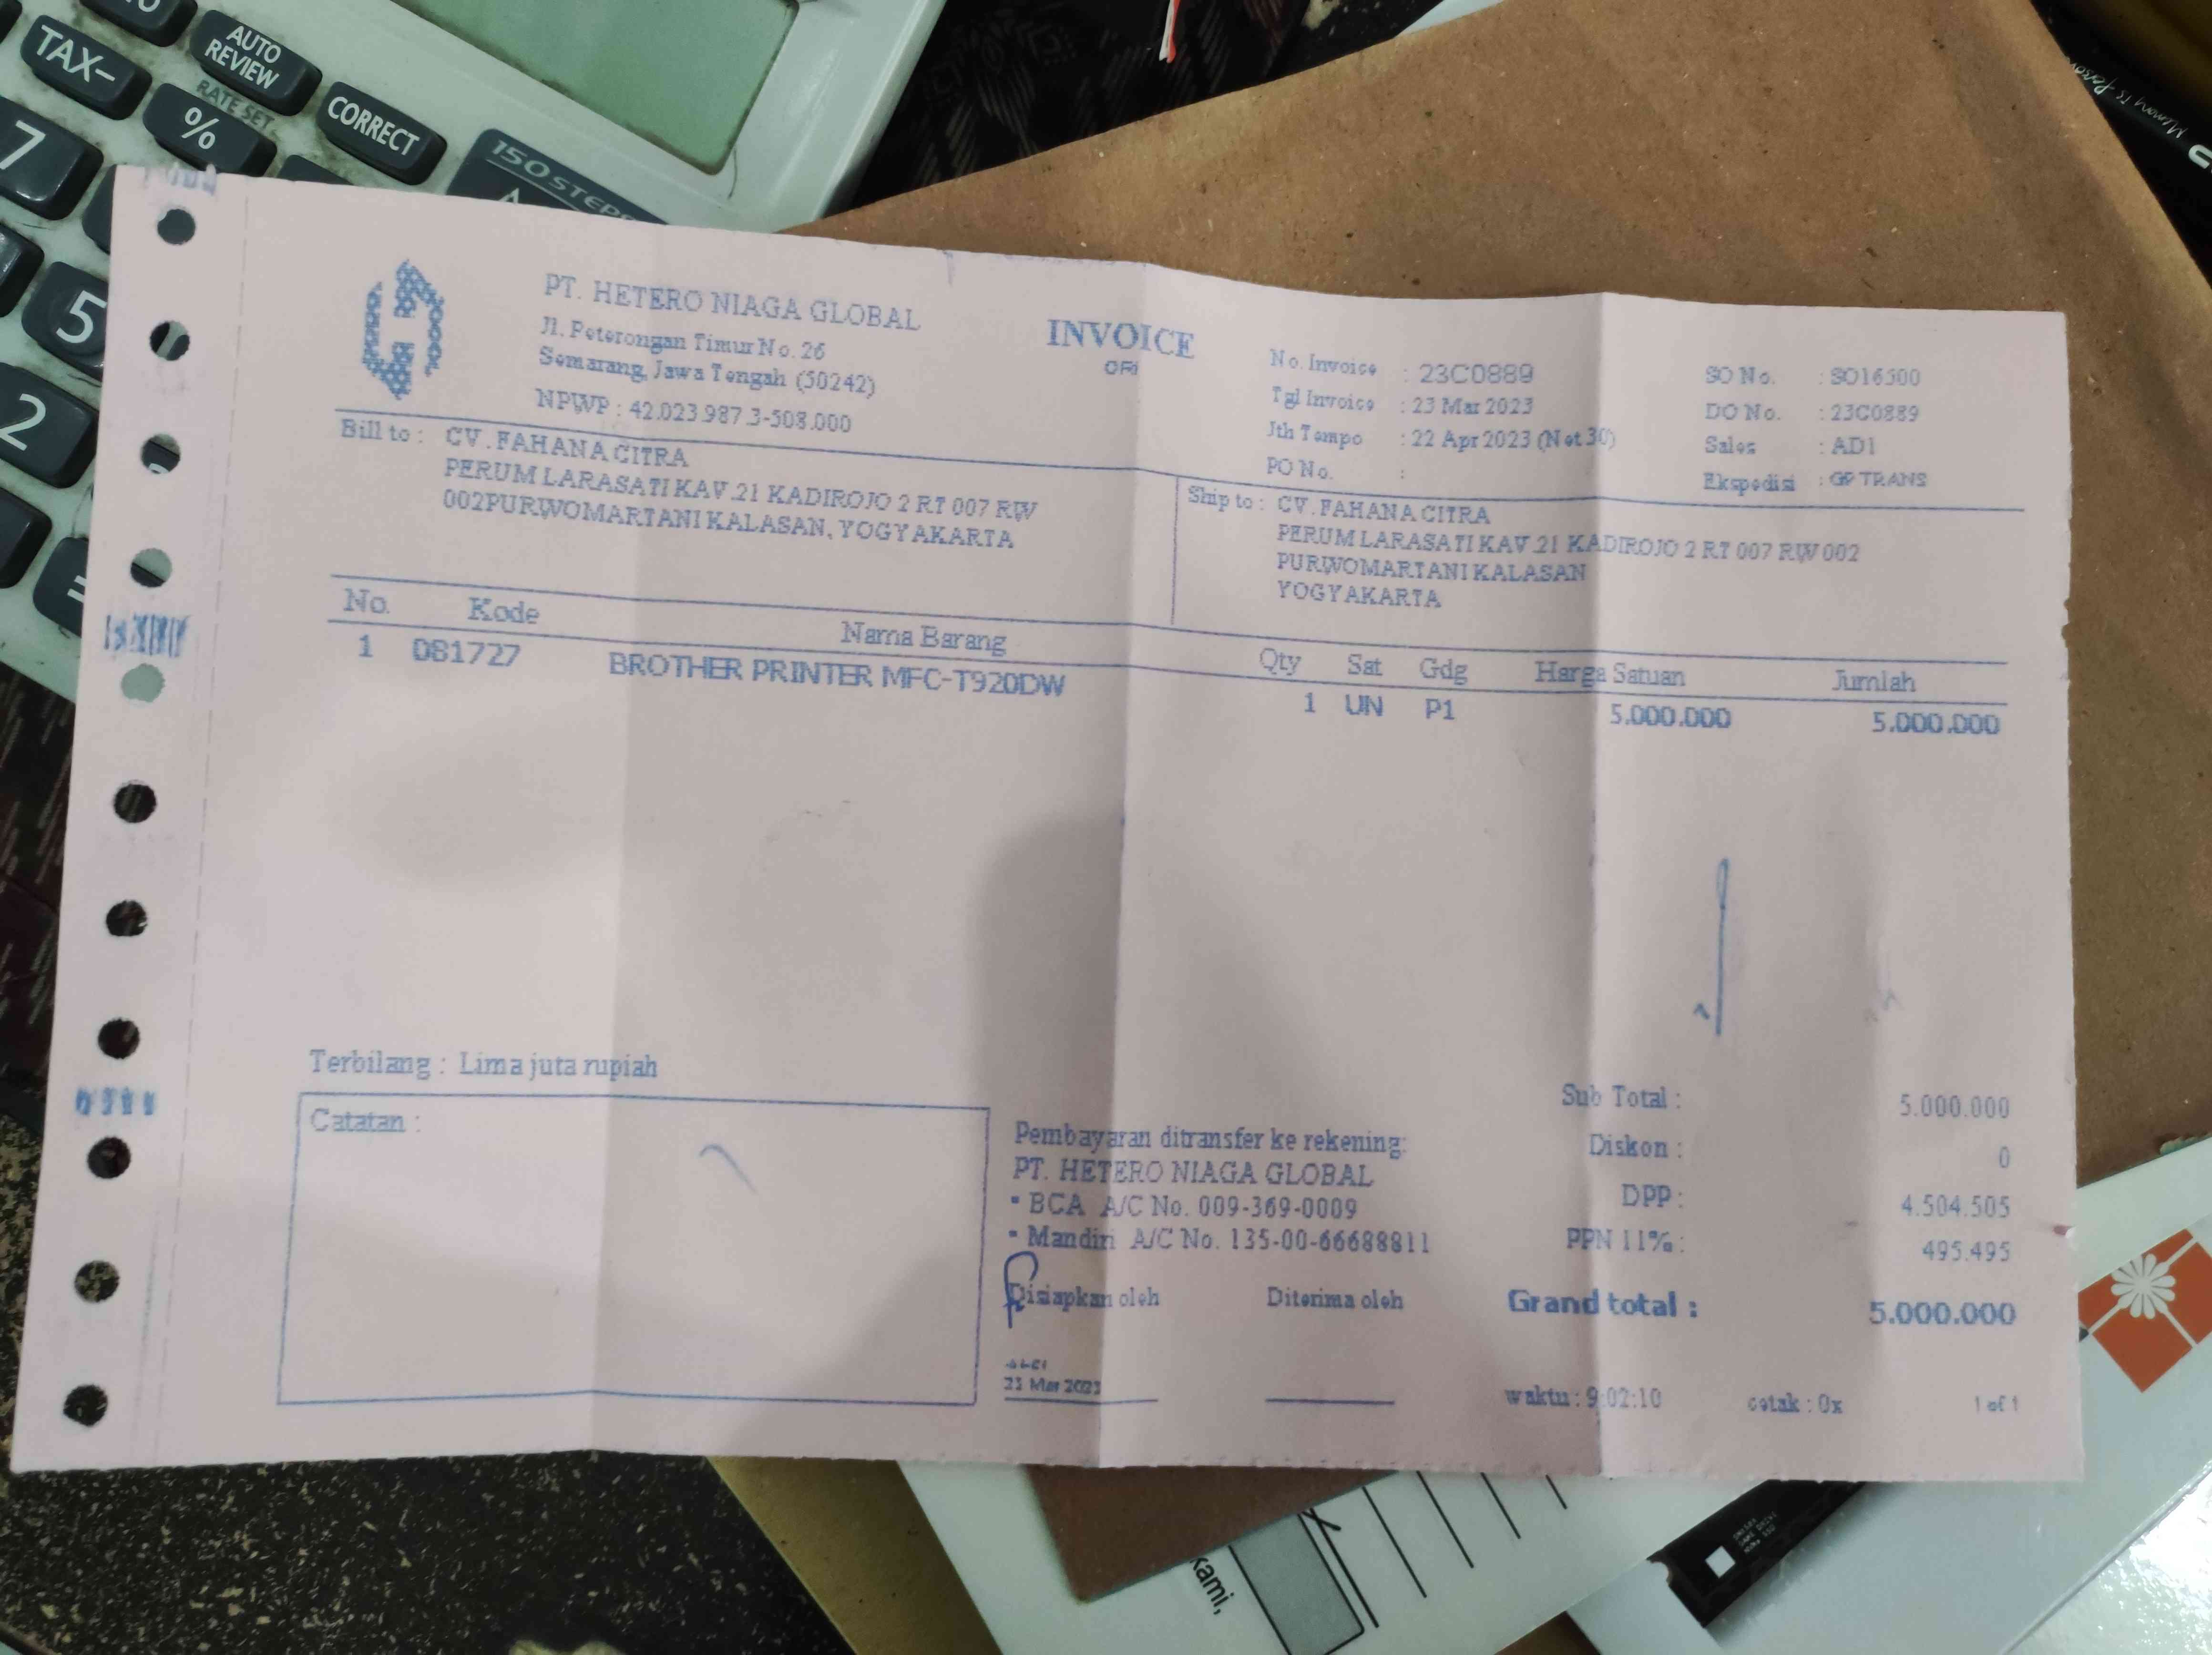 TAX-
AUTO
REVIEW
RATE SET
%
CORRECT
150 STEPS
7
5
2
PT. HETERO NIAGA GLOBAL
Jl. Peterongan Timur No. 26
Semarang, Jawa Tengah (50242)
NPWP : 42.023.987.3-508.000
INVOICE
ORI
No. Invoice : 23C0889
Tgl Invoice : 23 Mar 2023
Jth Tempo : 22 Apr 2023 (Net 30)
PO No. :
SO No. : SO16500
DO No. : 23C0889
Sales : AD1
Ekspedisi : GP TRANS
Bill to : CV. FAHANA CITRA
PERUM LARASATI KAV.21 KADIROJO 2 RT 007 RW
002PURWOMARTANI KALASAN, YOGYAKARTA
Ship to : CV. FAHANA CITRA
PERUM LARASATI KAV.21 KADIROJO 2 RT 007 RW 002
PURWOMARTANI KALASAN
YOGYAKARTA
No. Kode Nama Barang Qty Sat Gdg Harga Satuan Jumlah
1 081727 BROTHER PRINTER MFC-T920DW 1 UN P1 5.000.000 5.000.000
Terbilang : Lima juta rupiah
Catatan :
Pembayaran ditransfer ke rekening:
PT. HETERO NIAGA GLOBAL
- BCA A/C No. 009-369-0009
- Mandiri A/C No. 135-00-66688811
Disiapkan oleh
Diterima oleh
23 Mar 2023
Sub Total : 5.000.000
Diskon : 0
DPP : 4.504.505
PPN 11% : 495.495
Grand total : 5.000.000
waktu : 9:02:10 cetak : 0x 1 of 1
kami,